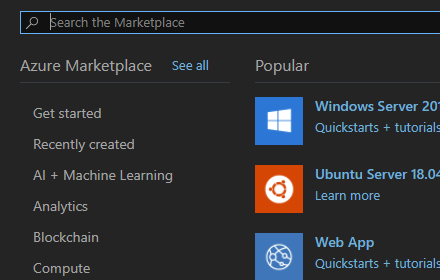 Search the Marketplace
Azure Marketplace
See all
Popular
Get started
Recently created
AI + Machine Learning
Analytics
Blockchain
Compute
Windows Server 201
Quickstarts + tutorials
Ubuntu Server 18.04
Learn more
Web App
Quickstarts + tutorials